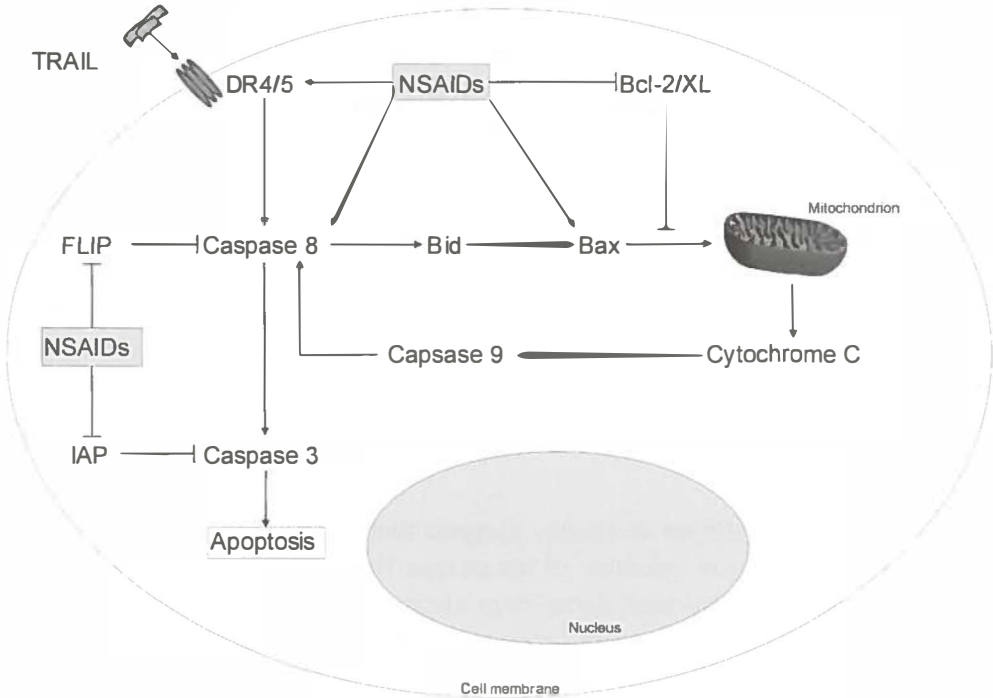 TRAIL
DR4/5
NSAIDs
Bcl-2/XL
Mitochondrion
FLIP
Caspase 8
Bid
Bax
NSAIDs
Capsase 9
Cytochrome C
IAP
Caspase 3
Apoptosis
Nucleus
Cell membrane